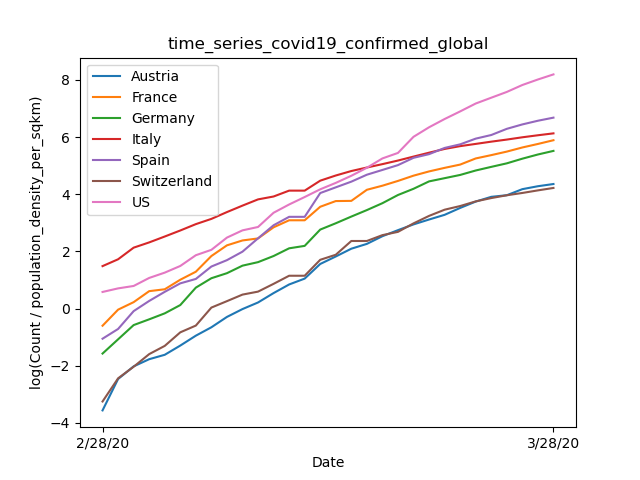 time_series_covid19_confirmed_global
Austria
France
Germany
Italy
Spain
Switzerland
US
log(Count / population_density_per_sqkm)
8
6
4
2
0
−2
−4
2/28/20
3/28/20
Date